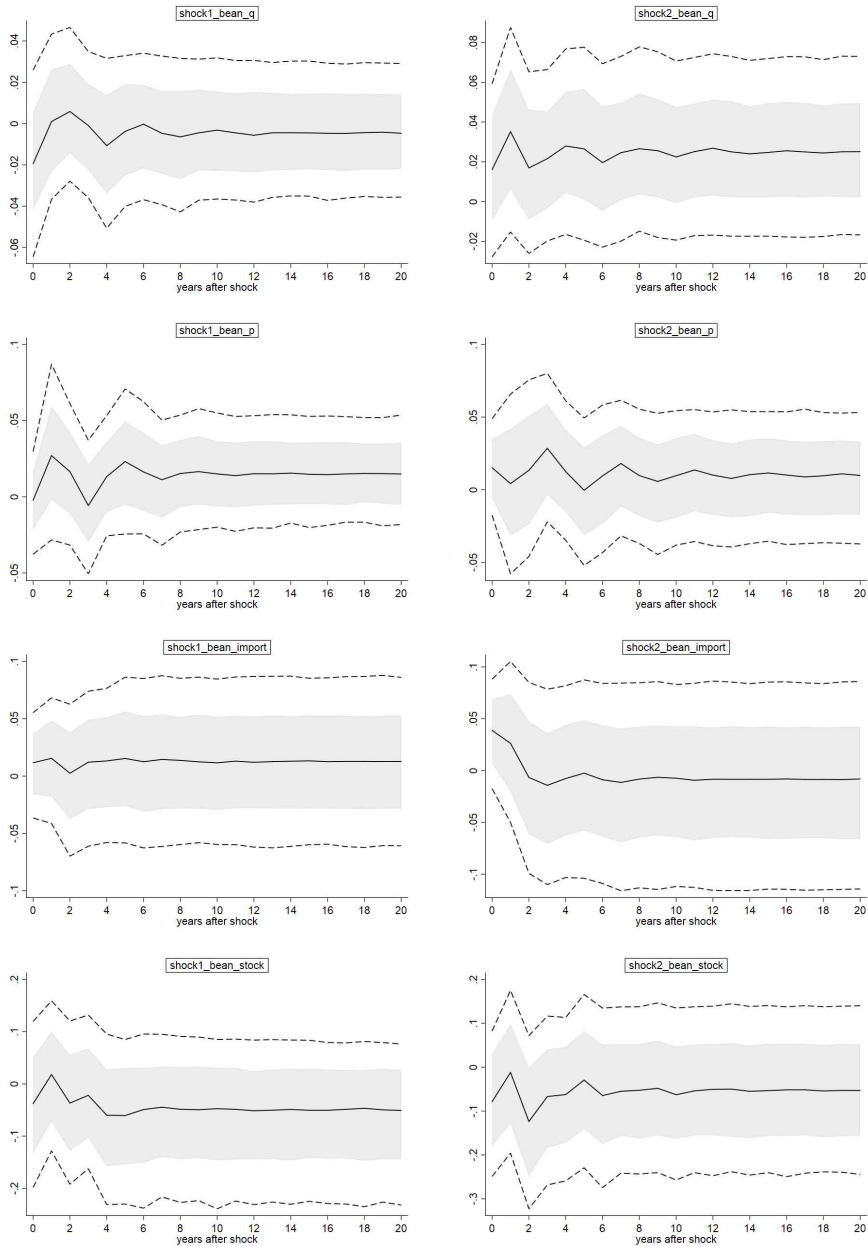 shock1_bean_q
.04
.02
0
-.02
-.04
-.06
0 2 4 6 8 10 12 14 16 18 20
years after shock
shock2_bean_q
.08
.06
.04
.02
0
-.02
0 2 4 6 8 10 12 14 16 18 20
years after shock
shock1_bean_p
.1
.05
0
-.05
0 2 4 6 8 10 12 14 16 18 20
years after shock
shock2_bean_p
.1
.05
0
-.05
0 2 4 6 8 10 12 14 16 18 20
years after shock
shock1_bean_import
.1
.05
0
-.05
-.1
0 2 4 6 8 10 12 14 16 18 20
years after shock
shock2_bean_import
.1
.05
0
-.05
-.1
0 2 4 6 8 10 12 14 16 18 20
years after shock
shock1_bean_stock
.2
.1
0
-.1
-.2
0 2 4 6 8 10 12 14 16 18 20
years after shock
shock2_bean_stock
.2
.1
0
-.1
-.2
-.3
0 2 4 6 8 10 12 14 16 18 20
years after shock